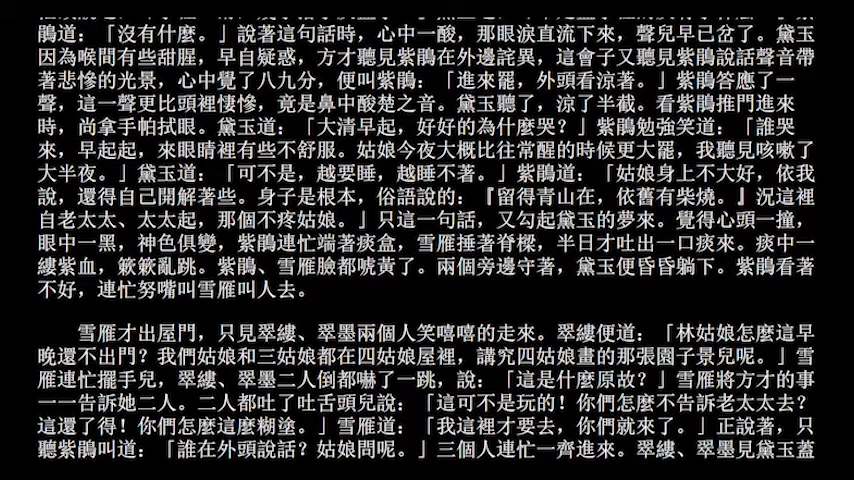 鵑道：「沒有什麼。」說著這句話時，心中一酸，那眼淚直流下來，聲兒早已岔了。黛玉
因為喉間有些甜腥，早自疑惑，方才聽見紫鵑在外邊詫異，這會子又聽見紫鵑說話聲音帶
著悲慘的光景，心中覺了八九分，便叫紫鵑：「進來罷，外頭看涼著。」紫鵑答應了一
聲，這一聲更比頭裡悽慘，竟是鼻中酸楚之音。黛玉聽了，涼了半截。看紫鵑推門進來
時，尚拿手帕拭眼。黛玉道：「大清早起，好好的為什麼哭？」紫鵑勉強笑道：「誰哭
來，早起起，來眼睛裡有些不舒服。姑娘今夜大概比往常醒的時候更大罷，我聽見咳嗽了
大半夜。」黛玉道：「可不是，越要睡，越睡不著。」紫鵑道：「姑娘身上不大好，依我
說，還得自己開解著些。身子是根本，俗語說的：『留得青山在，依舊有柴燒。』況這裡
自老太太、太太起，那個不疼姑娘。」只這一句話，又勾起黛玉的夢來。覺得心頭一撞，
眼中一黑，神色俱變，紫鵑連忙端著痰盒，雪雁捶著脊樑，半日才吐出一口痰來。痰中一
縷紫血，簌簌亂跳。紫鵑、雪雁臉都唬黃了。兩個旁邊守著，黛玉便昏昏躺下。紫鵑看著
不好，連忙努嘴叫雪雁叫人去。
雪雁才出屋門，只見翠縷、翠墨兩個人笑嘻嘻的走來。翠縷便道：「林姑娘怎麼這早
晚還不出門？我們姑娘和三姑娘都在四姑娘屋裡，講究四姑娘畫的那張園子景兒呢。」雪
雁連忙擺手兒，翠縷、翠墨二人倒都嚇了一跳，說：「這是什麼原故？」雪雁將方才的事
一一告訴她二人。二人都吐了吐舌頭兒說：「這可不是玩的！你們怎麼不告訴老太太去？
這還了得！你們怎麼這麼糊塗。」雪雁道：「我這裡才要去，你們就來了。」正說著，只
聽紫鵑叫道：「誰在外頭說話？姑娘問呢。」三個人連忙一齊進來。翠縷、翠墨見黛玉蓋